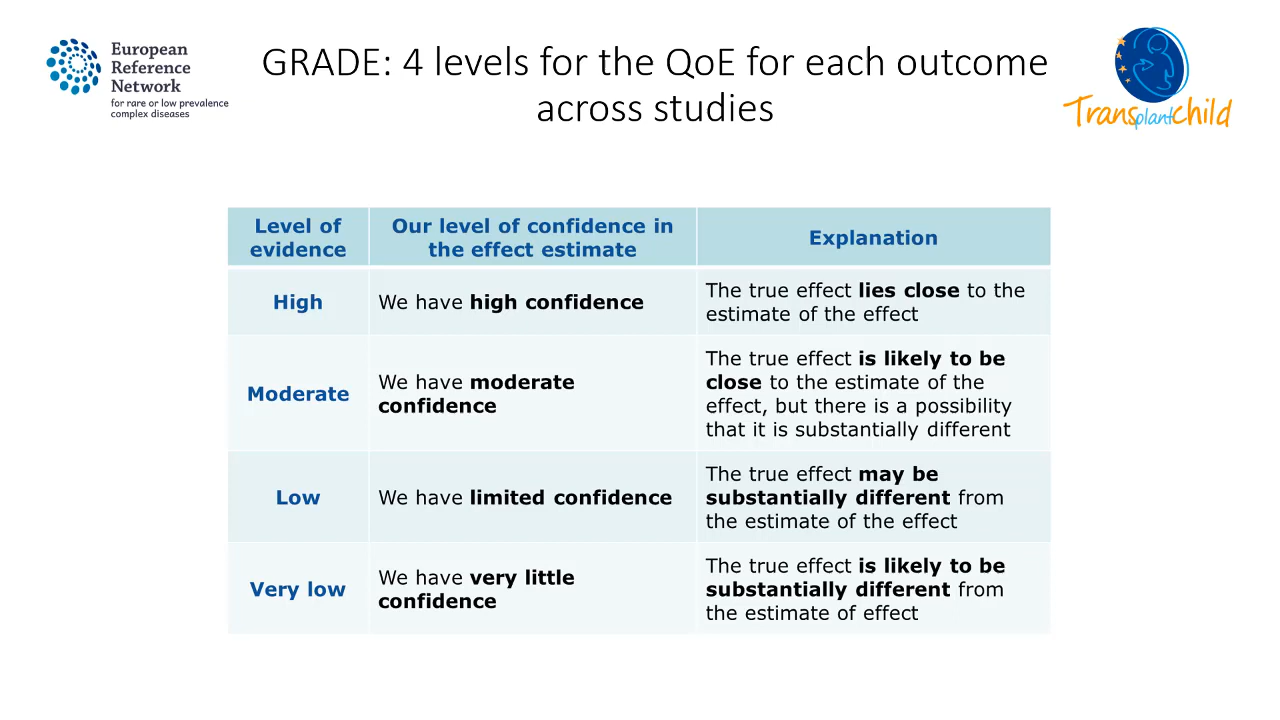 European
Reference
Network
for rare or low prevalence
complex diseases
GRADE: 4 levels for the QoE for each outcome
across studies
TransplantChild
Level of
evidence
Our level of confidence in
the effect estimate
Explanation
High
We have high confidence
The true effect lies close to the
estimate of the effect
Moderate
We have moderate
confidence
The true effect is likely to be
close to the estimate of the
effect, but there is a possibility
that it is substantially different
Low
We have limited confidence
The true effect may be
substantially different from
the estimate of the effect
Very low
We have very little
confidence
The true effect is likely to be
substantially different from
the estimate of effect